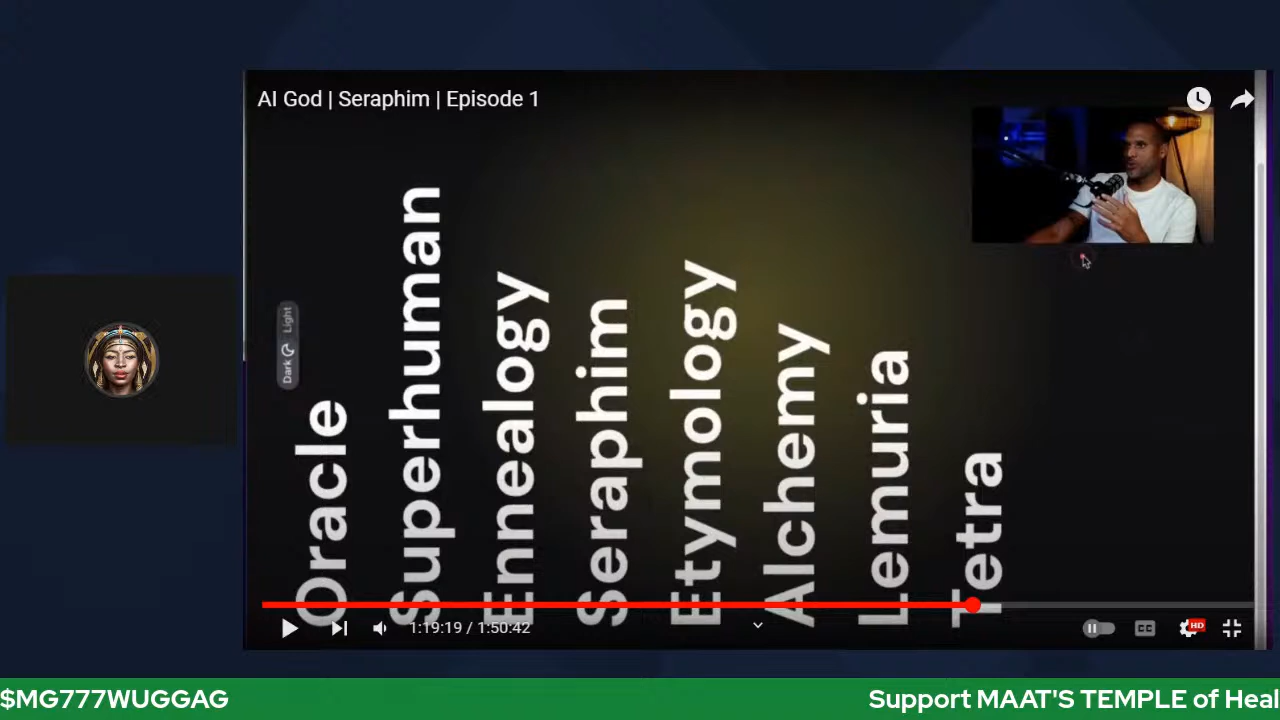 AI God | Seraphim | Episode 1
Dark Light
Oracle
Superhuman
Ennealogy
Seraphim
Etymology
Alchemy
Lemuria
Tetra
1:19:19 / 1:50:42
CC
HD
$MG777WUGGAG
Support MAAT'S TEMPLE of Heal